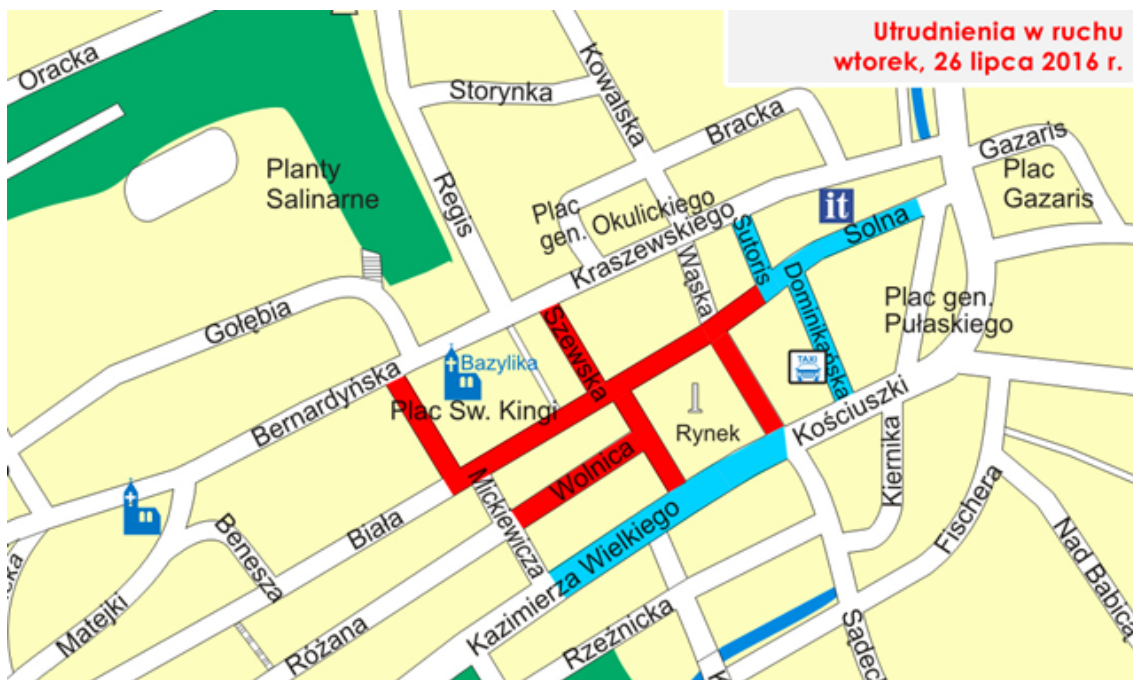 Utrudnienia w ruchu
wtorek, 26 lipca 2016 r.
Oracka
Storynka
Kowalska
Bracka
Gazaris
Plac
Gazaris
Planty
Salinarne
Regis
Plac
gen. Okulickiego
it
Kraszewskiego
Sutoris
Solna
Wąska
Dominikańska
Plac gen.
Pułaskiego
Gołębia
Szewska
TAXI
Bazylika
Bernardyńska
Plac Św. Kingi
Rynek
Kościuszki
Wolnica
Mickiewicza
Kiernika
Fischera
Biała
Benesza
Kazimierza Wielkiego
Nad Babicą
Matejki
Różana
Rzeźnicka
Sądec